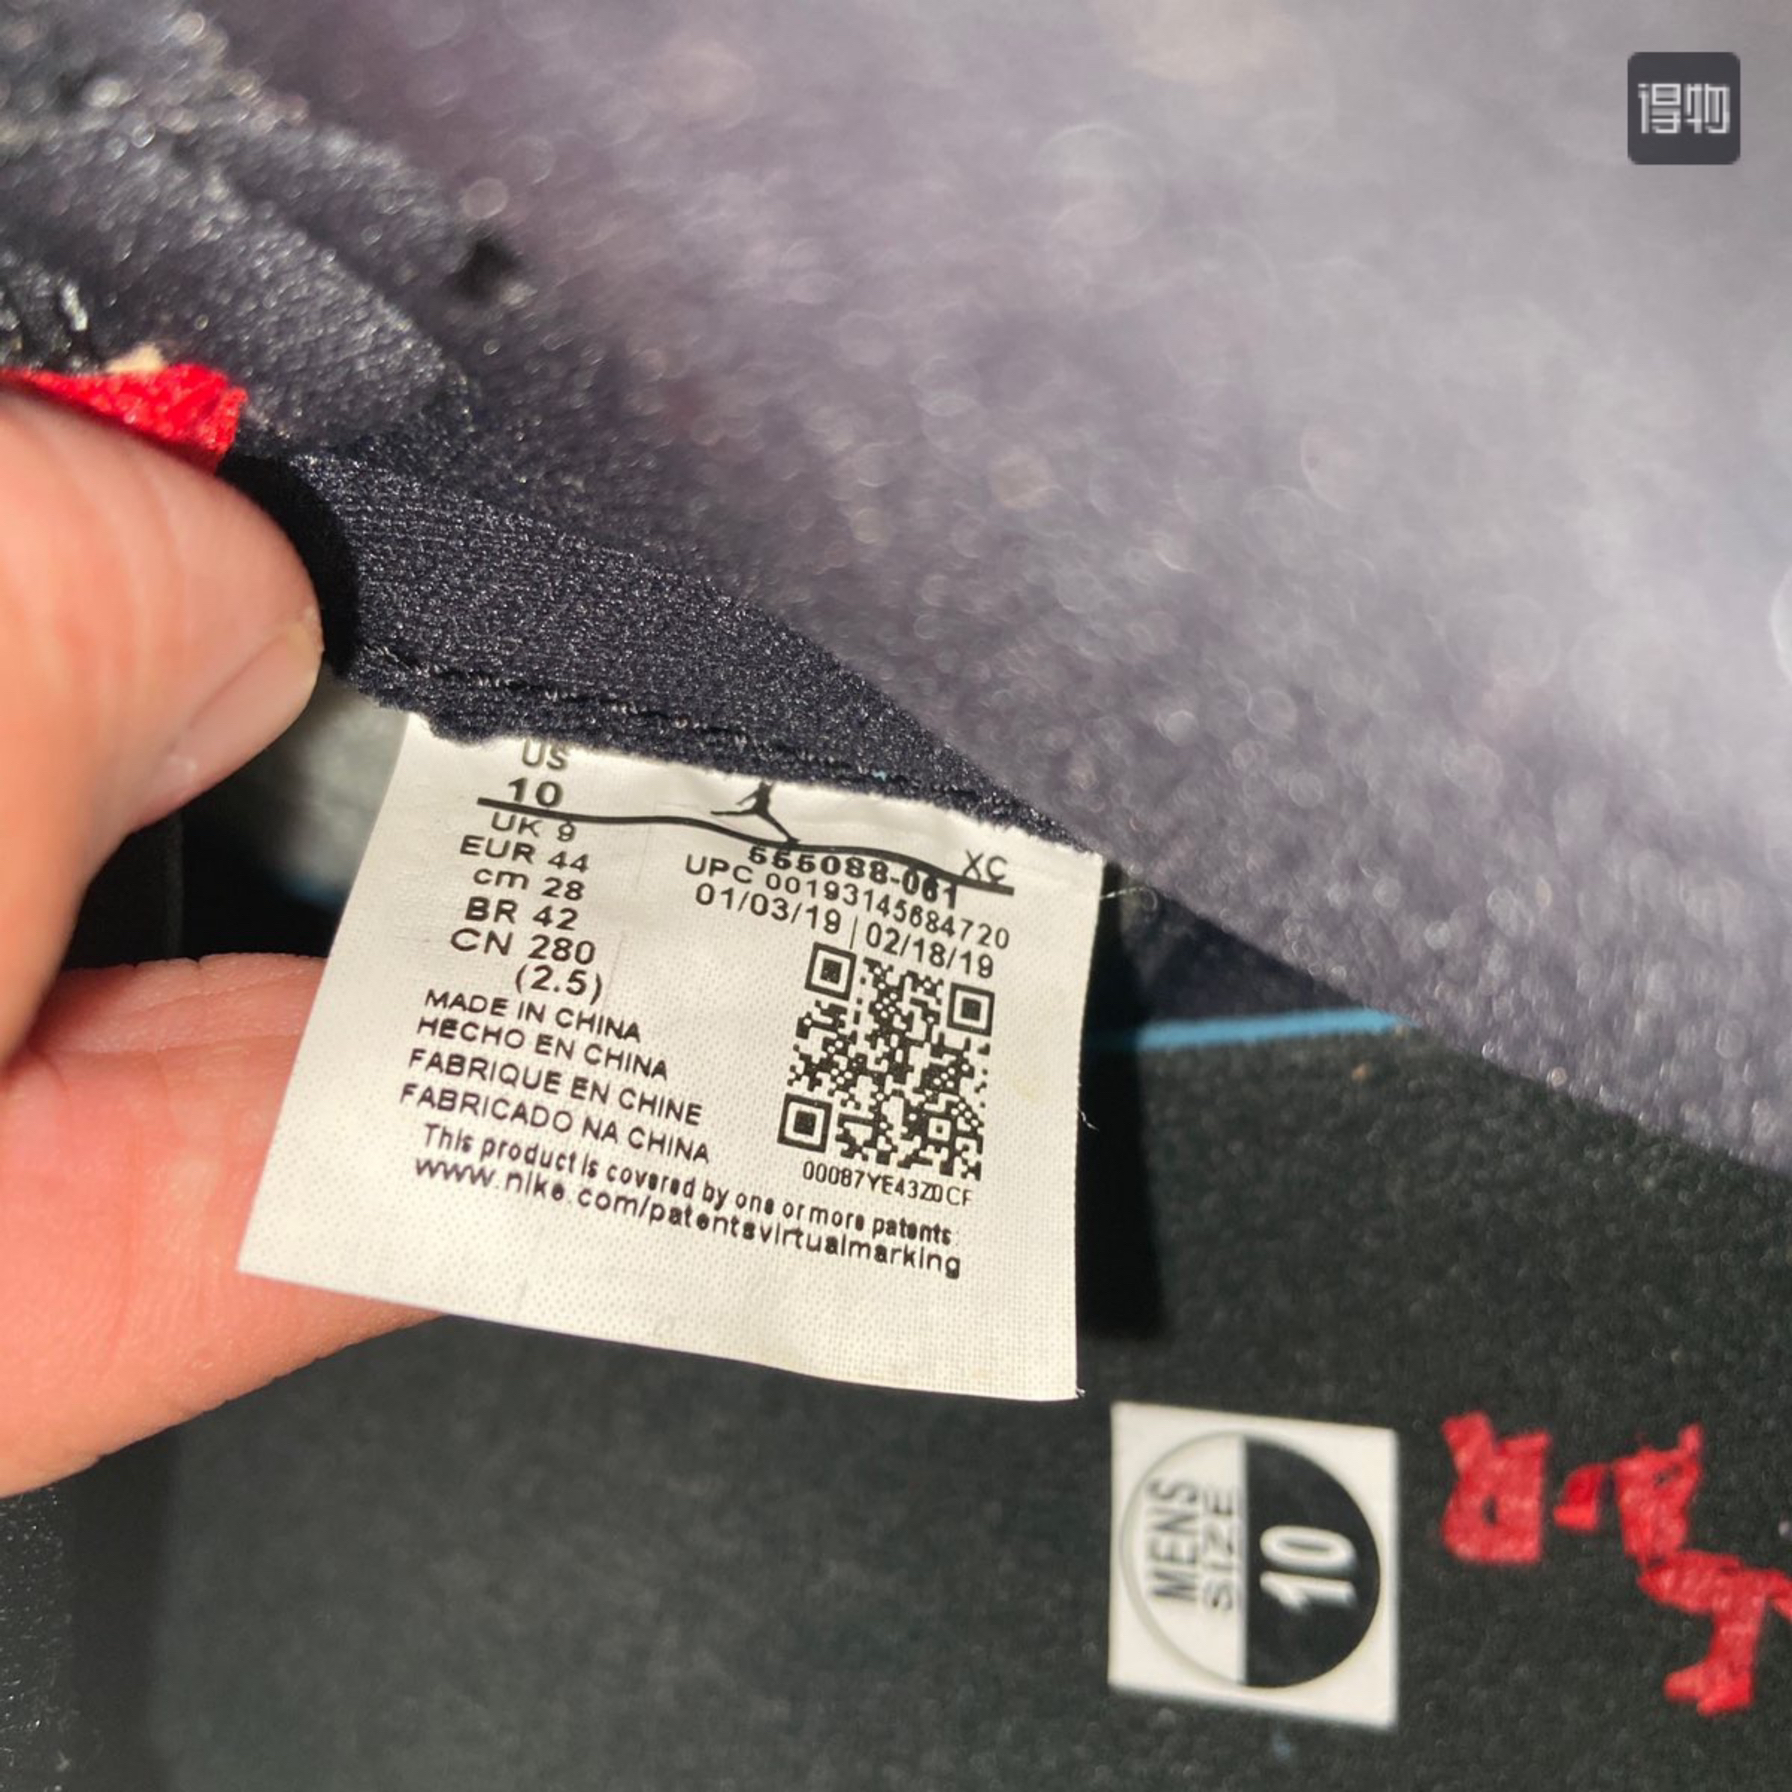 得物
US
10
UK 9
EUR 44
cm 28
BR 42
CN 280
(2.5)
XC
555088-061
UPC 00193145684720
01/03/19 | 02/18/19
MADE IN CHINA
HECHO EN CHINA
FABRIQUE EN CHINE
FABRICADO NA CHINA
00087YE43Z0CF
This product is covered by one or more patents.
www.nike.com/patentsvirtualmarking
MENS
SIZE
10